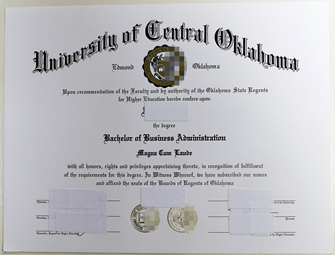 University of Central Oklahoma
Edmond Oklahoma
Upon recommendation of the Faculty and by authority of the Oklahoma State Regents
for Higher Education hereby confers upon
the degree
Bachelor of Business Administration
Magna Cum Laude
with all honors, rights and privileges appertaining thereto, in recognition of fulfillment
of the requirements for this degree. In Witness Whereof, we have subscribed our names
and affixed the seals of the Boards of Regents of Oklahoma